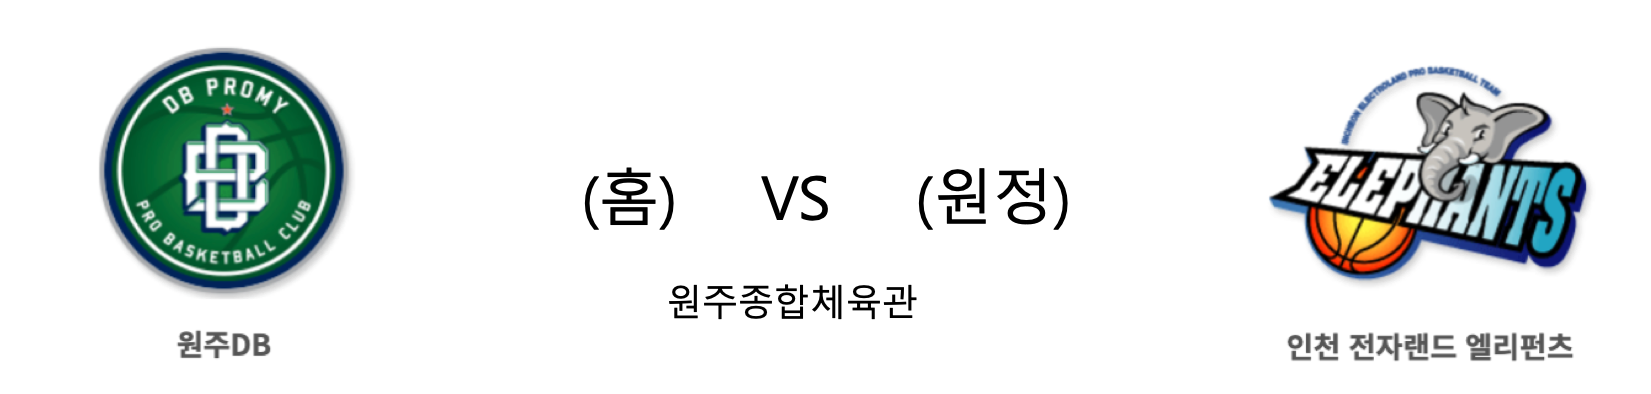 DB PROMY
PRO BASKETBALL CLUB
원주DB
(홈) VS (원정)
원주종합체육관
INCHEON ELECTROLAND PRO BASKETBALL TEAM
ELEPHANTS
인천 전자랜드 엘리펀츠